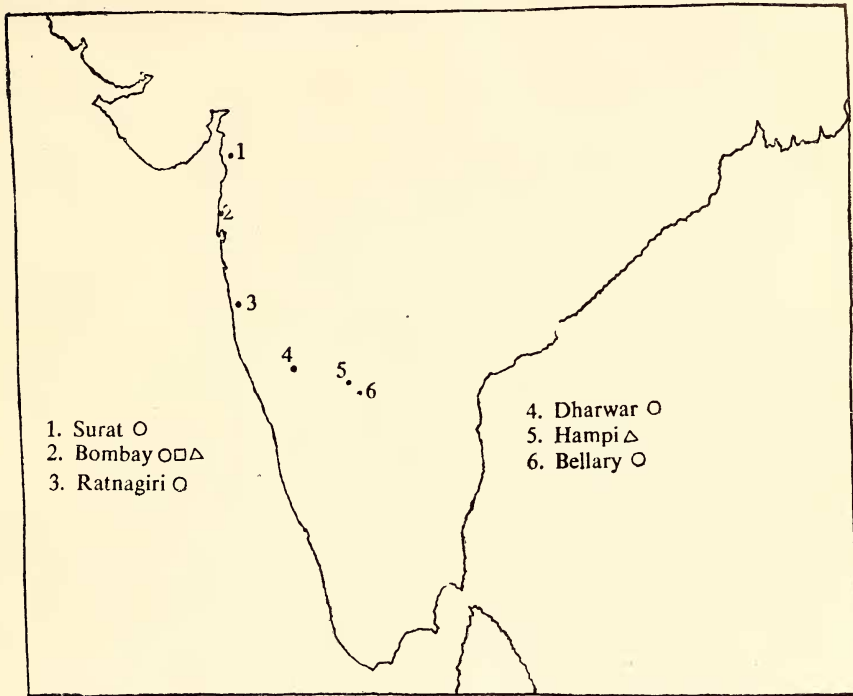 1
2
3
4
5
6
1. Surat ○
2. Bombay ○□△
3. Ratnagiri ○
4. Dharwar ○
5. Hampi △
6. Bellary ○